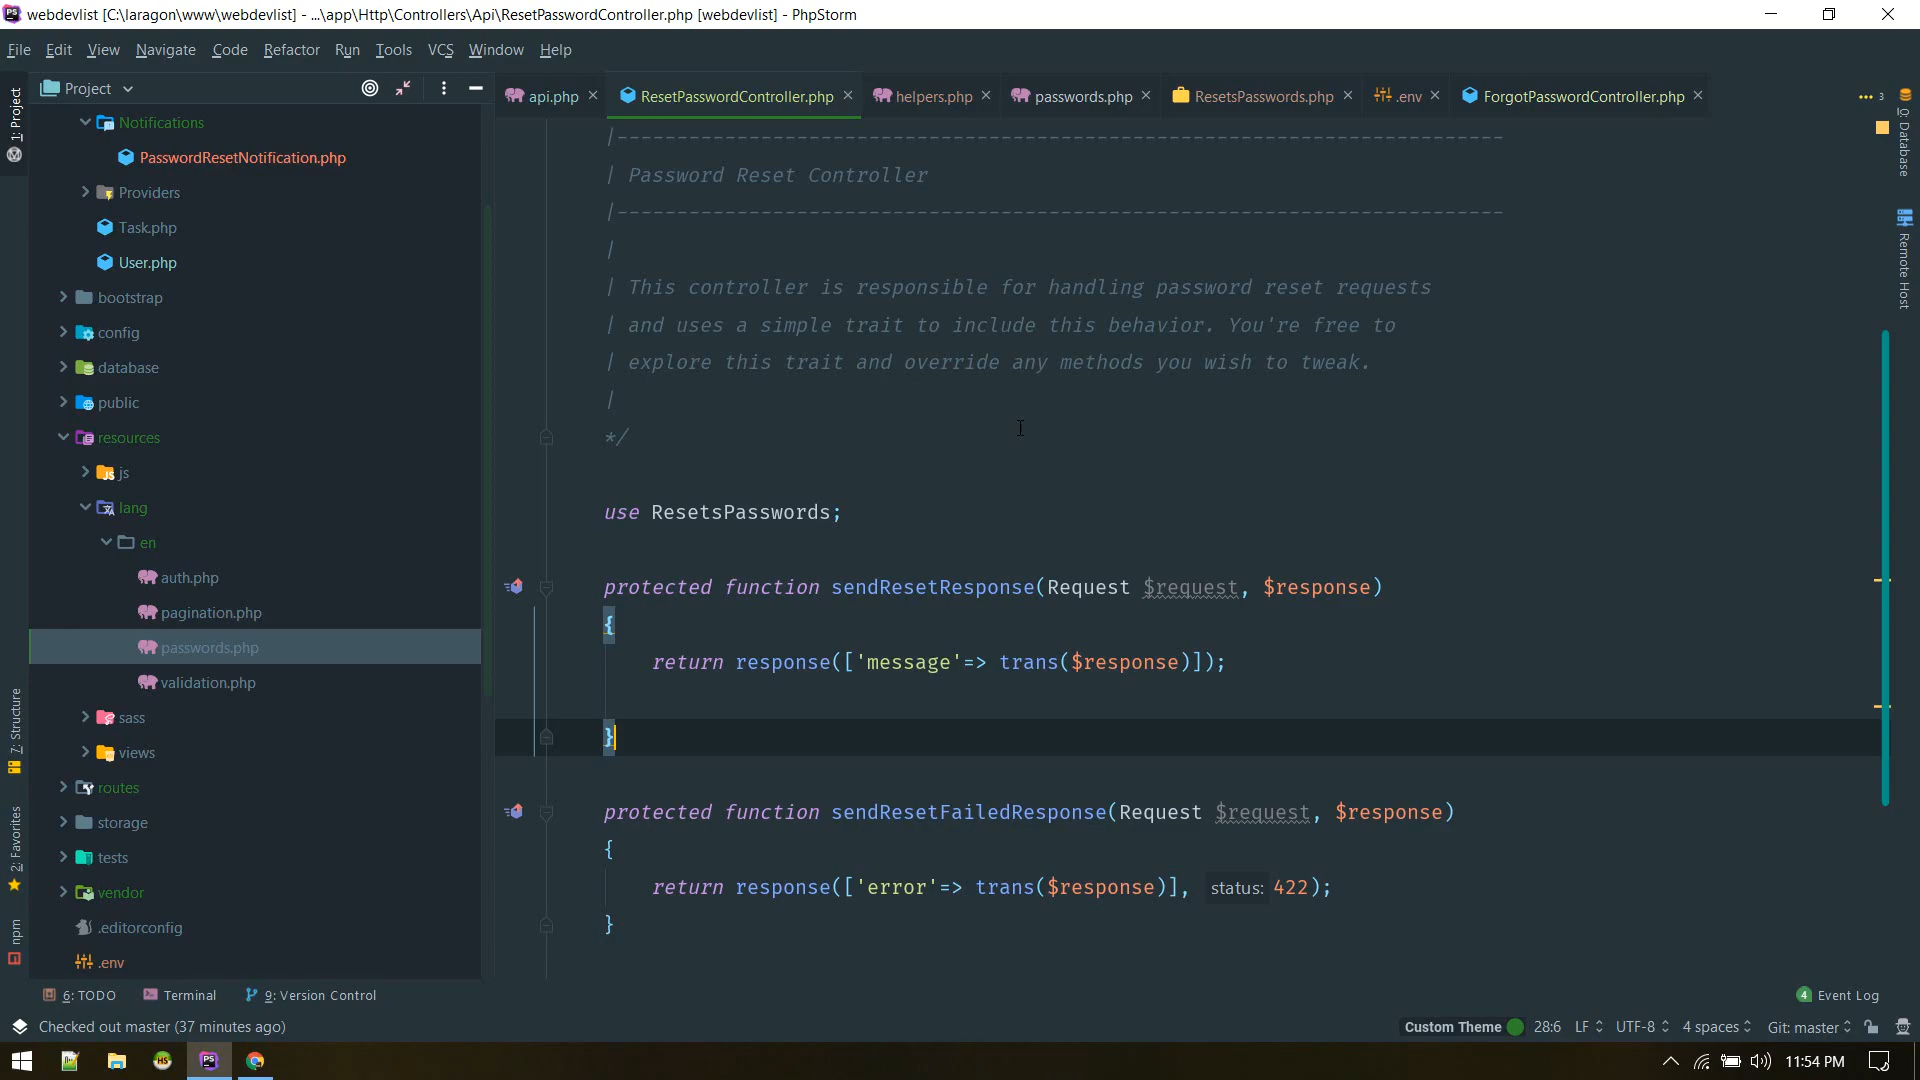 webdevlist [C:\laragon\www\webdevlist] - ...\app\Http\Controllers\Api\ResetPasswordController.php [webdevlist] - PhpStorm
File Edit View Navigate Code Refactor Run Tools VCS Window Help
Project
api.php ResetPasswordController.php helpers.php passwords.php ResetsPasswords.php .env ForgotPasswordController.php 3
1: Project
7: Structure
2: Favorites
npm
Notifications
PasswordResetNotification.php
Providers
Task.php
User.php
bootstrap
config
database
public
resources
js
lang
en
auth.php
pagination.php
passwords.php
validation.php
sass
views
routes
storage
tests
vendor
.editorconfig
.env
|--------------------------------------------------------------------------
| Password Reset Controller
|--------------------------------------------------------------------------
|
| This controller is responsible for handling password reset requests
| and uses a simple trait to include this behavior. You're free to
| explore this trait and override any methods you wish to tweak.
|
*/
use ResetsPasswords;
protected function sendResetResponse(Request $request, $response)
{
return response(['message'=> trans($response)]);
}
protected function sendResetFailedResponse(Request $request, $response)
{
return response(['error'=> trans($response)], status: 422);
}
0: Database
Remote Host
6: TODO Terminal 9: Version Control 4 Event Log
Checked out master (37 minutes ago) Custom Theme 28:6 LF UTF-8 4 spaces Git: master
PS 11:54 PM